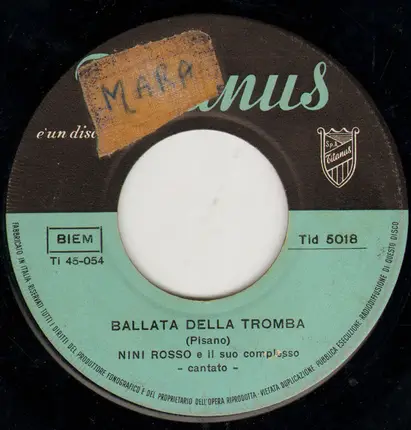 MARA
è un disc
S.p.A.
Titanus
BIEM
Ti 45-054
Tid 5018
BALLATA DELLA TROMBA
(Pisano)
NINI ROSSO e il suo complesso
- cantato -
FABBRICATO IN ITALIA - RISERVATI TUTTI I DIRITTI DEL PRODUTTORE FONOGRAFICO E DEL PROPRIETARIO DELL'OPERA RIPRODOTTA - VIETATA DUPLICAZIONE PUBBLICA ESECUZIONE RADIODIFFUSIONE DI QUESTO DISCO